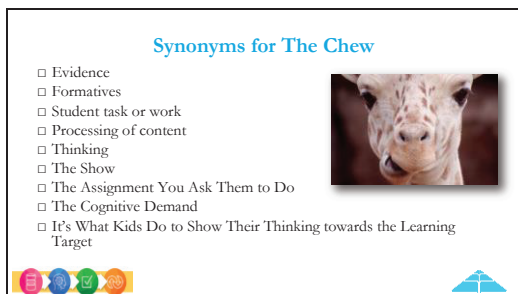 Synonyms for The Chew
□ Evidence
□ Formatives
□ Student task or work
□ Processing of content
□ Thinking
□ The Show
□ The Assignment You Ask Them to Do
□ The Cognitive Demand
□ It's What Kids Do to Show Their Thinking towards the Learning
Target